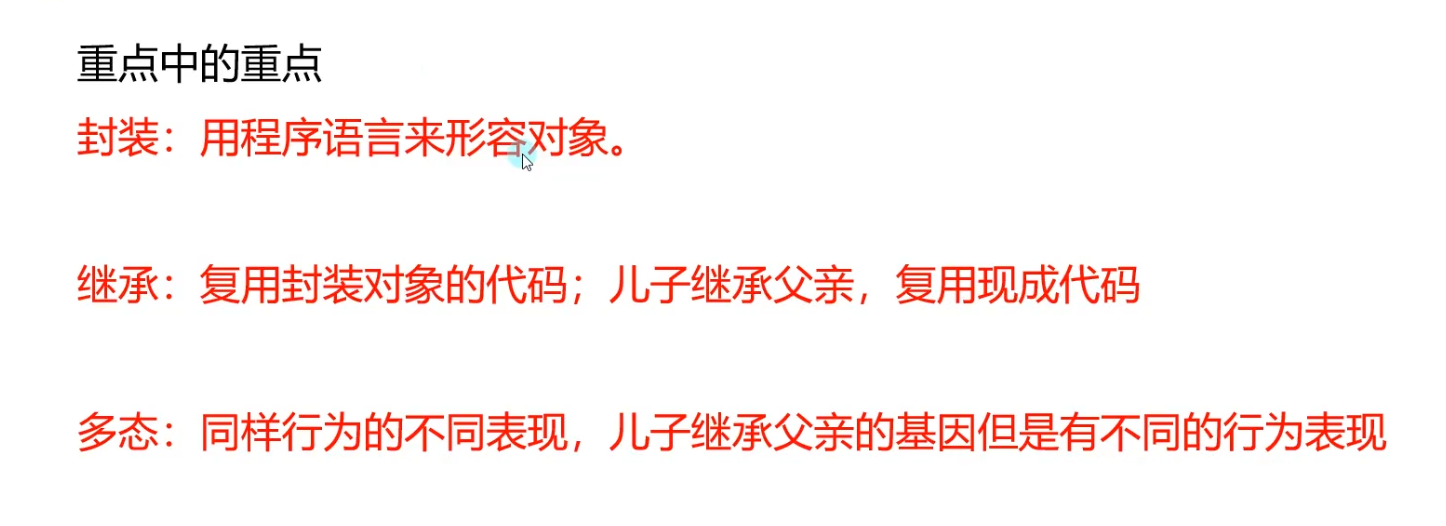 重点中的重点
封装：用程序语言来形容对象。
继承：复用封装对象的代码；儿子继承父亲，复用现成代码
多态：同样行为的不同表现，儿子继承父亲的基因但是有不同的行为表现